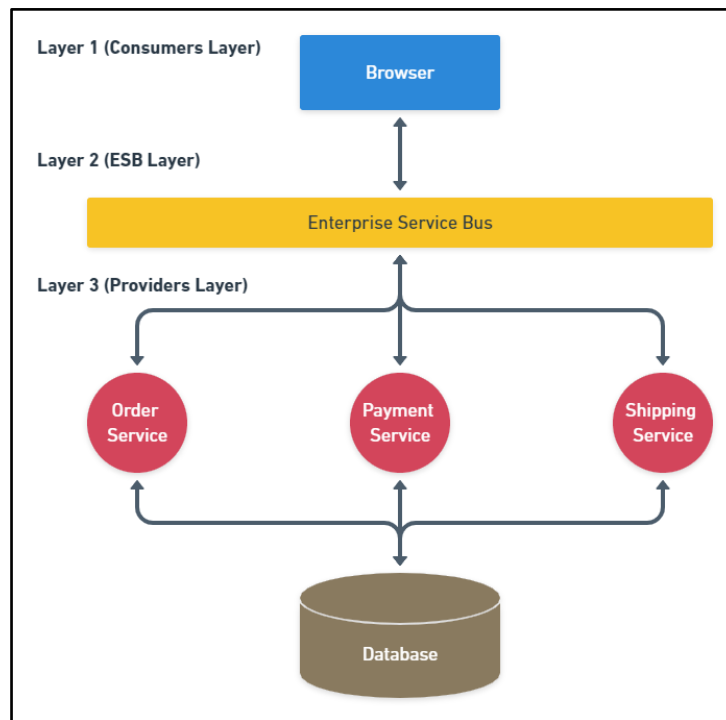 Layer 1 (Consumers Layer)
Browser
Layer 2 (ESB Layer)
Enterprise Service Bus
Layer 3 (Providers Layer)
Order
Service
Payment
Service
Shipping
Service
Database